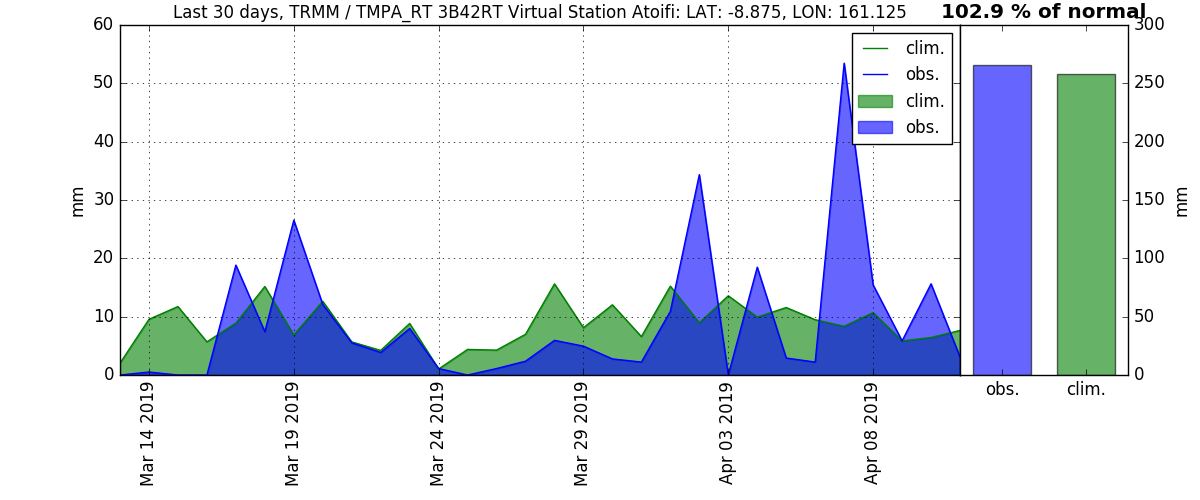 Last 30 days, TRMM / TMPA_RT 3B42RT Virtual Station Atoifi: LAT: -8.875, LON: 161.125
102.9 % of normal
60
50
40
30
20
10
0
mm
clim.
obs.
clim.
obs.
300
250
200
150
100
50
0
mm
Mar 14 2019
Mar 19 2019
Mar 24 2019
Mar 29 2019
Apr 03 2019
Apr 08 2019
obs.
clim.